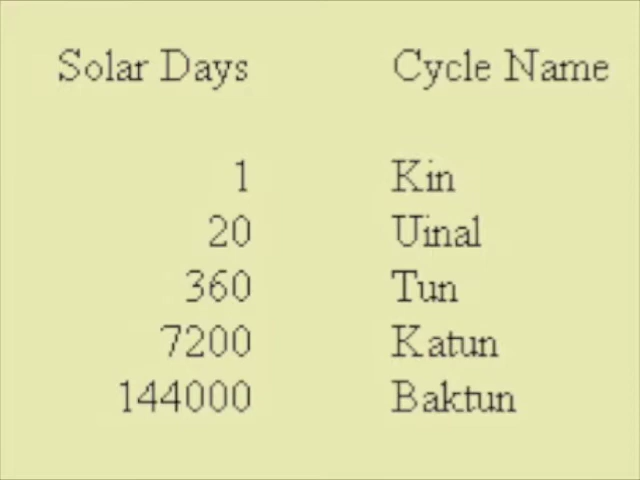 Solar Days Cycle Name
1 Kin
20 Uinal
360 Tun
7200 Katun
144000 Baktun